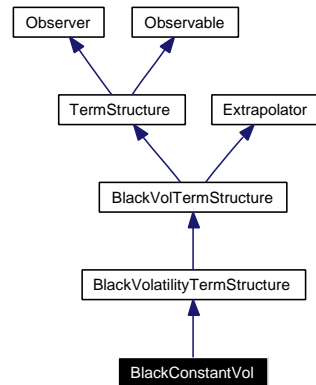 Observer
Observable
TermStructure
Extrapolator
BlackVolTermStructure
BlackVolatilityTermStructure
BlackConstantVol